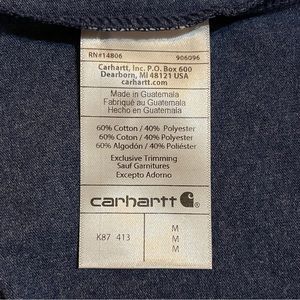 RN#14806 906096
Carhartt, Inc. P.O. Box 600
Dearborn, MI 48121 USA
carhartt.com
Made in Guatemala
Fabriqué au Guatemala
Hecho en Guatemala
60% Cotton / 40% Polyester
60% Coton / 40% Polyester
60% Algodón / 40% Poliéster
Exclusive Trimming
Sauf Garnitures
Excepto Adorno
carhartt ®
K87 413
M
M
M